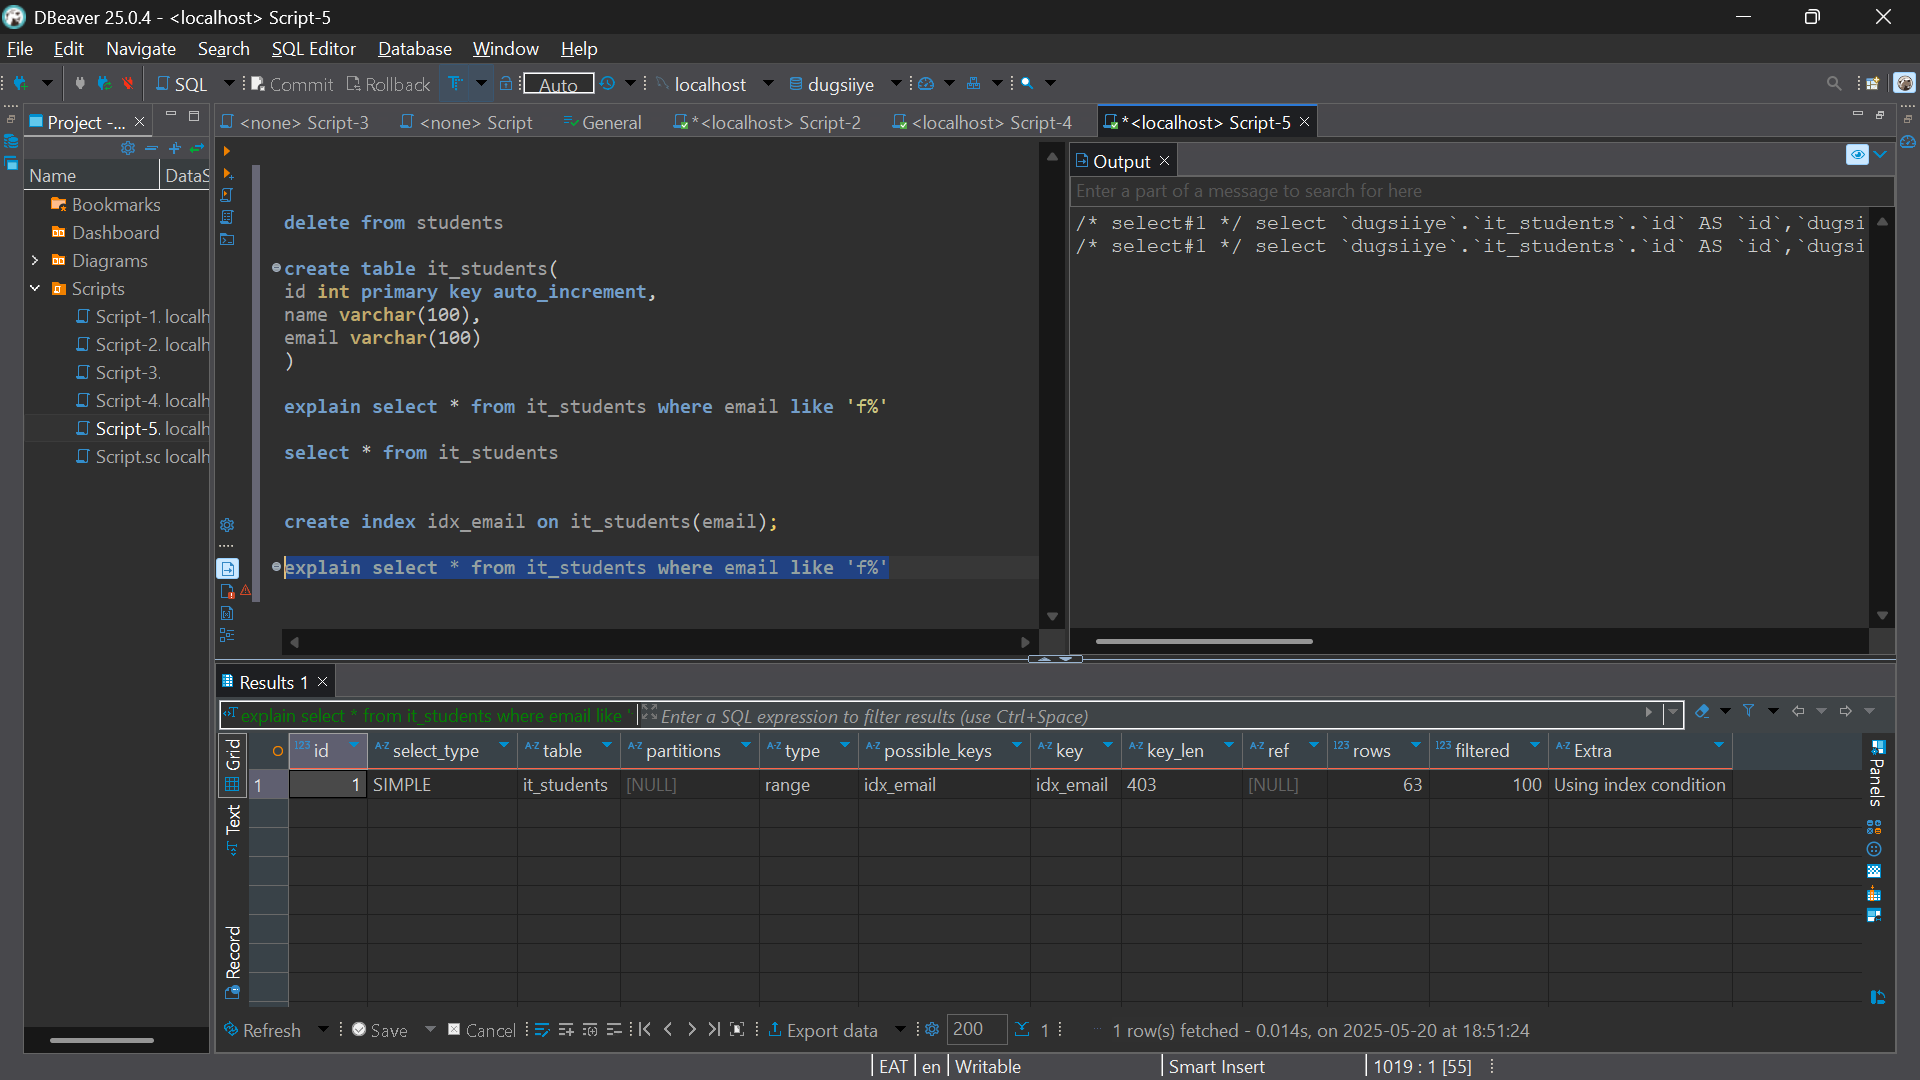 DBeaver 25.0.4 - <localhost> Script-5
File Edit Navigate Search SQL Editor Database Window Help
SQL Commit Rollback Auto localhost dugsiiye
Project -...
Name DataS
Bookmarks
Dashboard
Diagrams
Scripts
Script-1. localh
Script-2. localh
Script-3.
Script-4. localh
Script-5. localh
Script.sc localh
<none> Script-3 <none> Script General *<localhost> Script-2 <localhost> Script-4 *<localhost> Script-5
delete from students
create table it_students(
id int primary key auto_increment,
name varchar(100),
email varchar(100)
)
explain select * from it_students where email like 'f%'
select * from it_students
create index idx_email on it_students(email);
explain select * from it_students where email like 'f%'
Output
Enter a part of a message to search for here
/* select#1 */ select `dugsiiye`.`it_students`.`id` AS `id`,`dugsi
/* select#1 */ select `dugsiiye`.`it_students`.`id` AS `id`,`dugsi
Results 1
explain select * from it_students where email like ' Enter a SQL expression to filter results (use Ctrl+Space)
Grid
Text
Record
123 id A-Z select_type A-Z table A-Z partitions A-Z type A-Z possible_keys A-Z key A-Z key_len A-Z ref 123 rows 123 filtered A-Z Extra
1 1 SIMPLE it_students [NULL] range idx_email idx_email 403 [NULL] 63 100 Using index condition
Panels
Refresh Save Cancel Export data 200 1 1 row(s) fetched - 0.014s, on 2025-05-20 at 18:51:24
EAT en Writable Smart Insert 1019 : 1 [55]